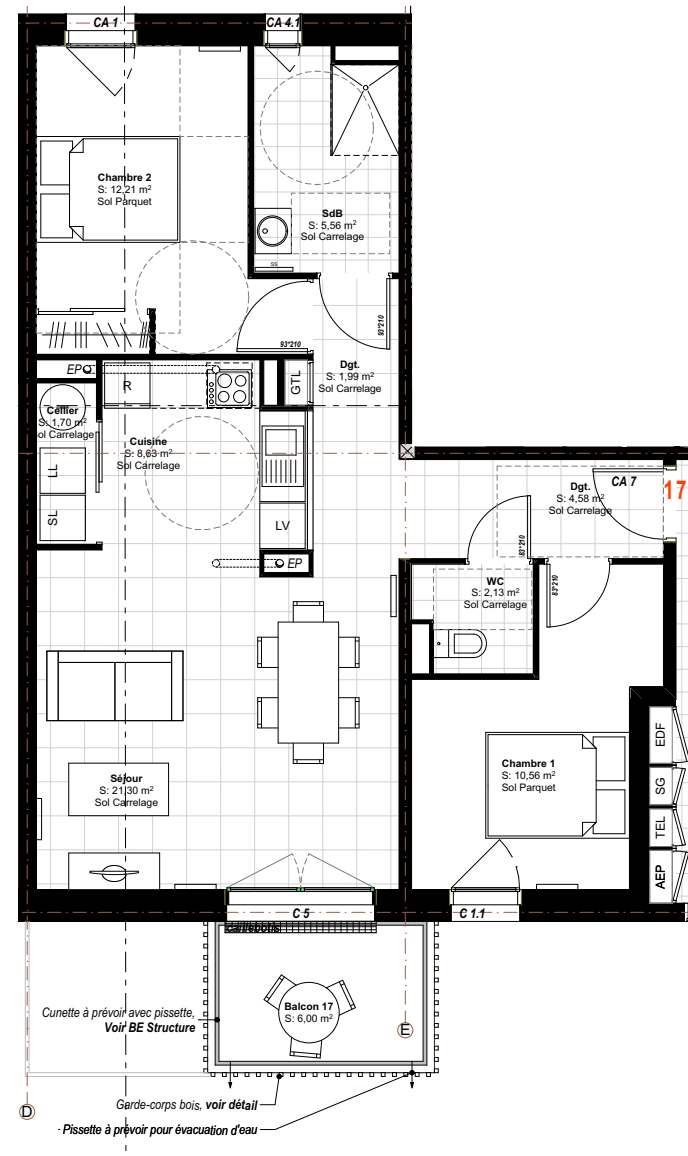 CA 1
CA 4.1
Chambre 2
S: 12,21 m²
Sol Parquet
SdB
S: 5,56 m²
Sol Carrelage
SS
93*210
93*210
EP
R
GTL
Dgt.
S: 1,99 m²
Sol Carrelage
Cellier
S: 1,70 m²
ol Carrelage
Cuisine
S: 8,63 m²
Sol Carrelage
LL
SL
LV
EP
Dgt.
S: 4,58 m²
Sol Carrelage
CA 7
17
83*210
83*210
WC
S: 2,13 m²
Sol Carrelage
Séjour
S: 21,30 m²
Sol Carrelage
Chambre 1
S: 10,56 m²
Sol Parquet
EDF
SG
TEL
AEP
C 5
C 1.1
caillebotis
Balcon 17
S: 6,00 m²
Cunette à prévoir avec pissette,
Voir BE Structure
E
D
Garde-corps bois, voir détail
- Pissette à prévoir pour évacuation d'eau